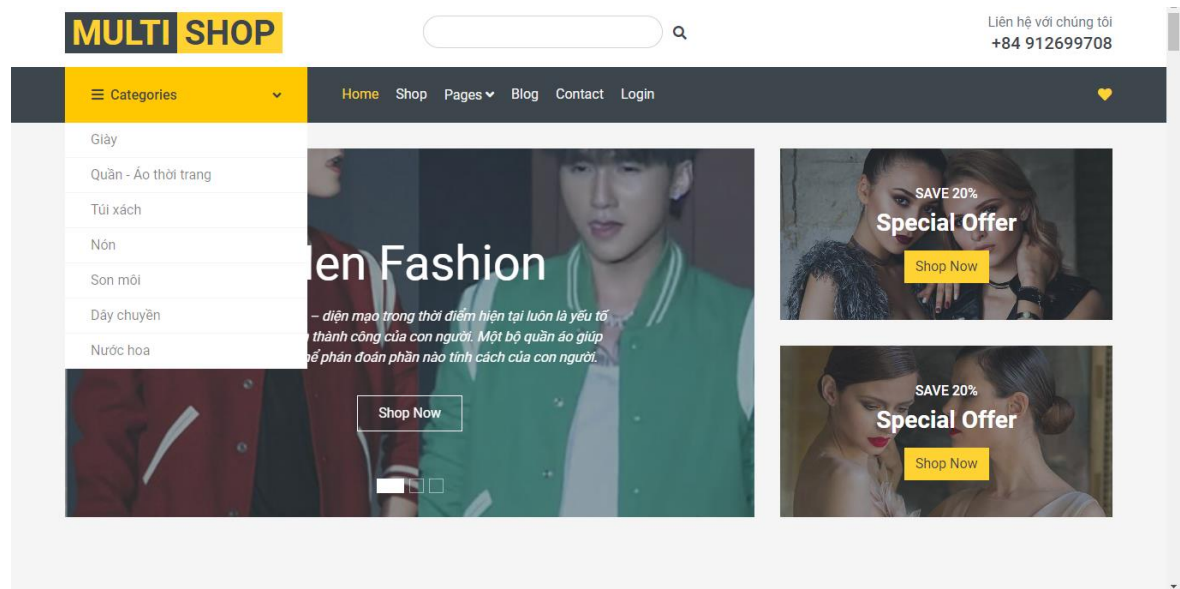 MULTI SHOP
Liên hệ với chúng tôi
+84 912699708
Categories
Home Shop Pages Blog Contact Login
Giày
Quần - Áo thời trang
Túi xách
Nón
Son môi
Dây chuyền
Nước hoa
en Fashion
– diện mạo trong thời điểm hiện tại luôn là yếu tố
thành công của con người. Một bộ quần áo giúp
phán đoán phần nào tính cách của con người.
Shop Now
SAVE 20%
Special Offer
Shop Now
SAVE 20%
Special Offer
Shop Now